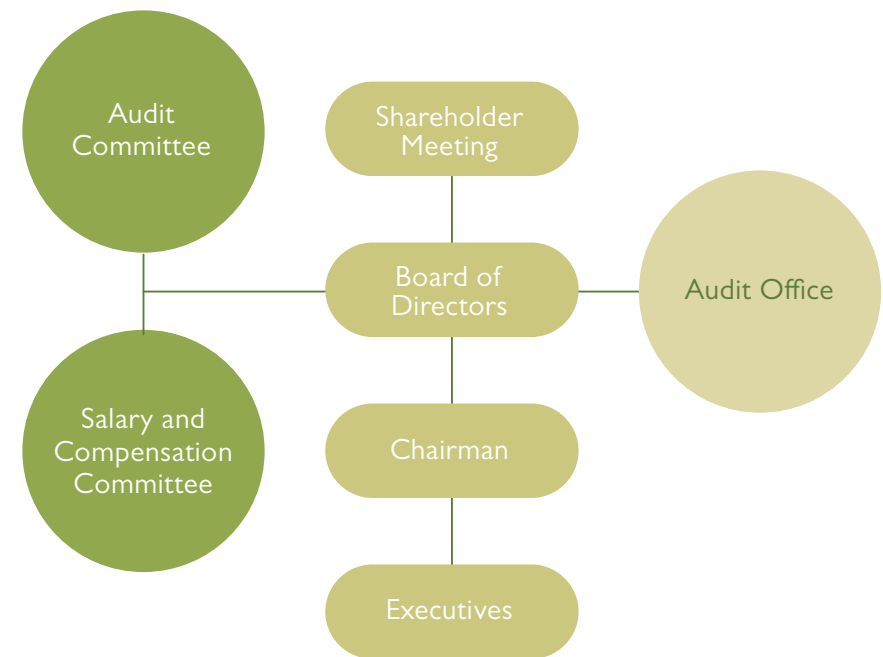 Audit
Committee
Shareholder
Meeting
Board of
Directors
Audit Office
Salary and
Compensation
Committee
Chairman
Executives